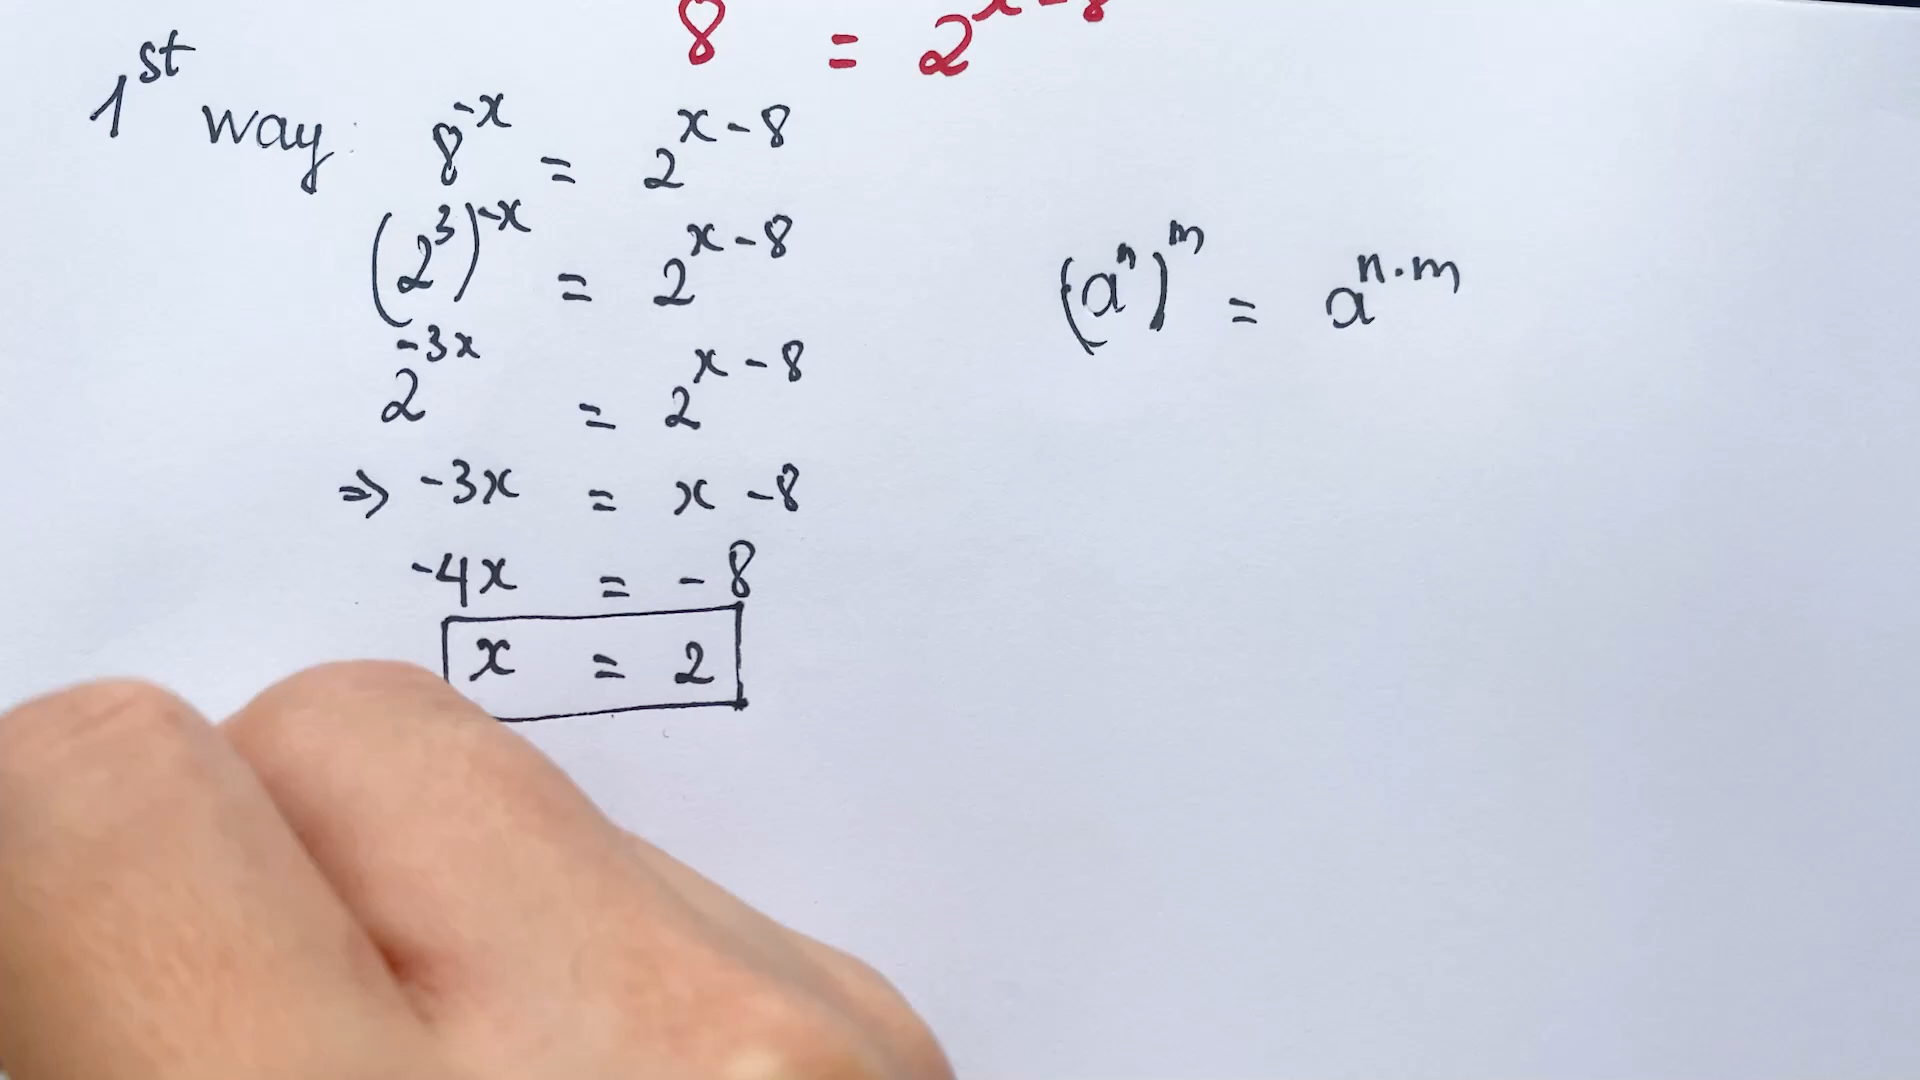 8 = 2^x-8
1st way: 8^-x = 2^x-8
(2^3)^-x = 2^x-8
(a^n)^m = a^n·m
2^-3x = 2^x-8
⇒ -3x = x -8
-4x = -8
x = 2